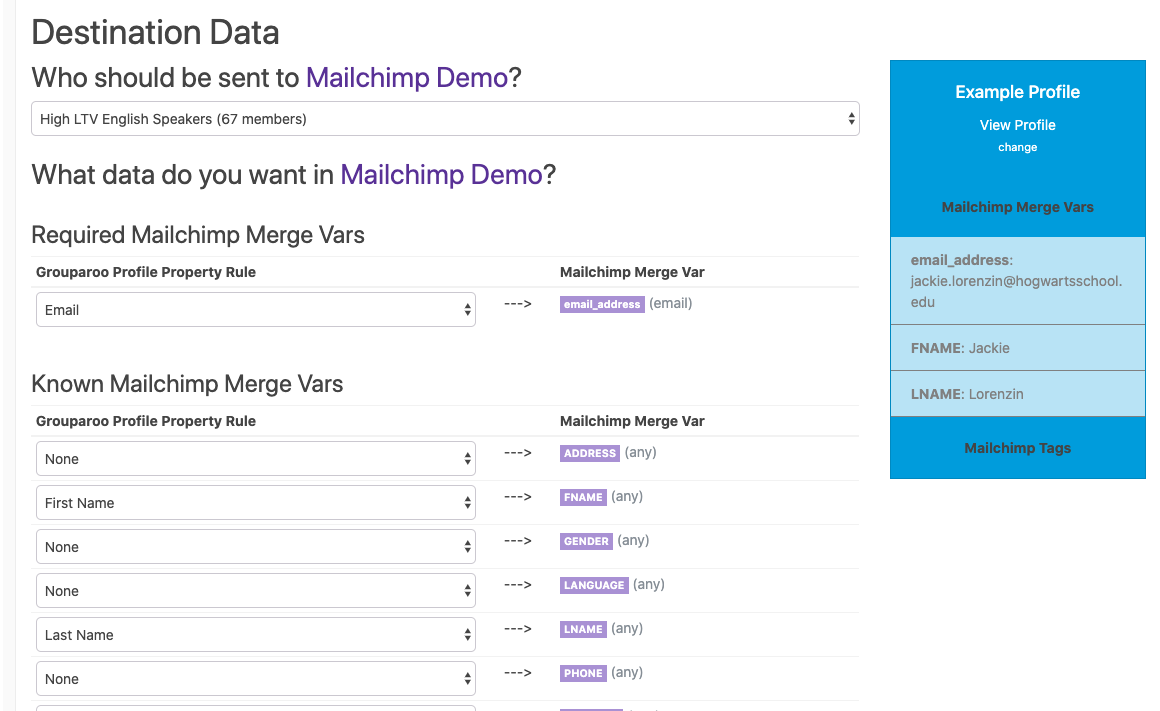 Destination Data
Who should be sent to Mailchimp Demo?
High LTV English Speakers (67 members)
What data do you want in Mailchimp Demo?
Required Mailchimp Merge Vars
Grouparoo Profile Property Rule Mailchimp Merge Var
Email ---> email_address (email)
Known Mailchimp Merge Vars
Grouparoo Profile Property Rule Mailchimp Merge Var
None ---> ADDRESS (any)
First Name ---> FNAME (any)
None ---> GENDER (any)
None ---> LANGUAGE (any)
Last Name ---> LNAME (any)
None ---> PHONE (any)
Example Profile
View Profile
change
Mailchimp Merge Vars
email_address:
jackie.lorenzin@hogwartsschool.
edu
FNAME: Jackie
LNAME: Lorenzin
Mailchimp Tags